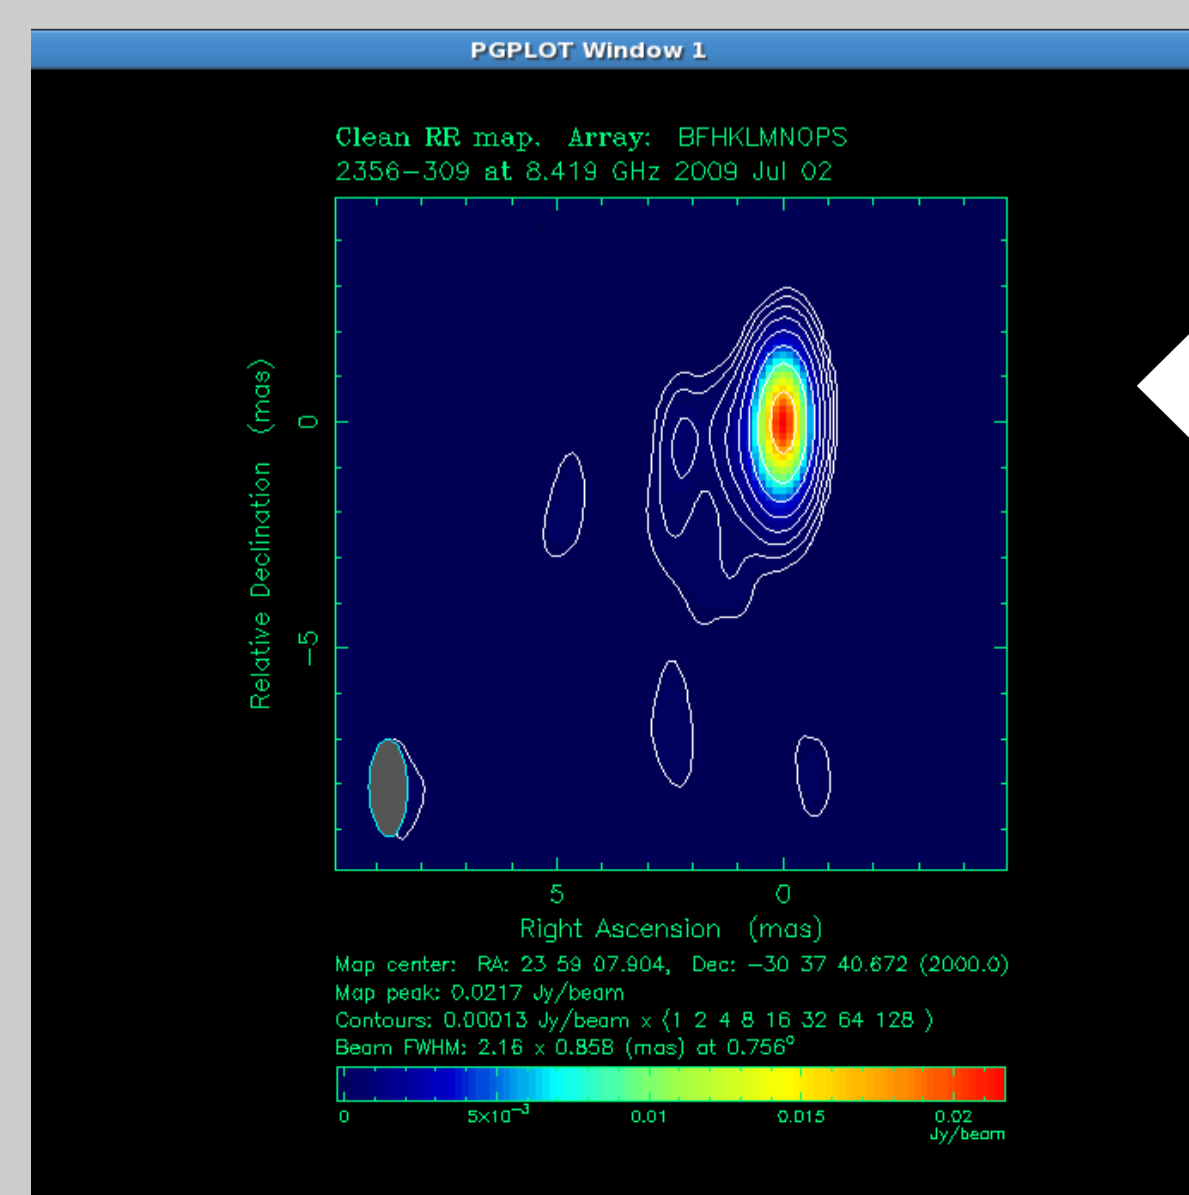 PGPLOT Window 1
Clean RR map. Array: BFHKLMNOPS
2356−309 at 8.419 GHz 2009 Jul 02
Relative Declination (mas)
0
−5
5 0
Right Ascension (mas)
Map center: RA: 23 59 07.904, Dec: −30 37 40.672 (2000.0)
Map peak: 0.0217 Jy/beam
Contours: 0.00013 Jy/beam x (1 2 4 8 16 32 64 128 )
Beam FWHM: 2.16 x 0.858 (mas) at 0.756°
0 5×10⁻³ 0.01 0.015 0.02
Jy/beam